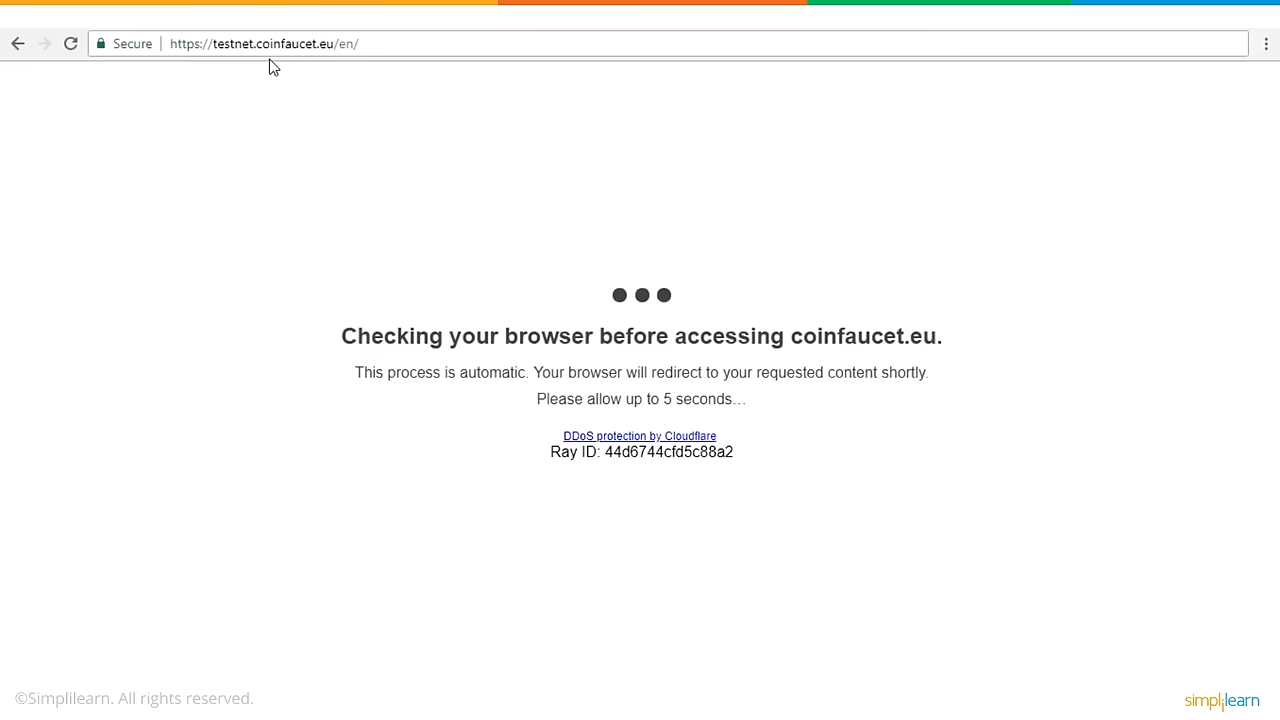 Secure | https://testnet.coinfaucet.eu/en/
Checking your browser before accessing coinfaucet.eu.
This process is automatic. Your browser will redirect to your requested content shortly.
Please allow up to 5 seconds…
DDoS protection by Cloudflare
Ray ID: 44d6744cfd5c88a2
©Simplilearn. All rights reserved.
simplilearn